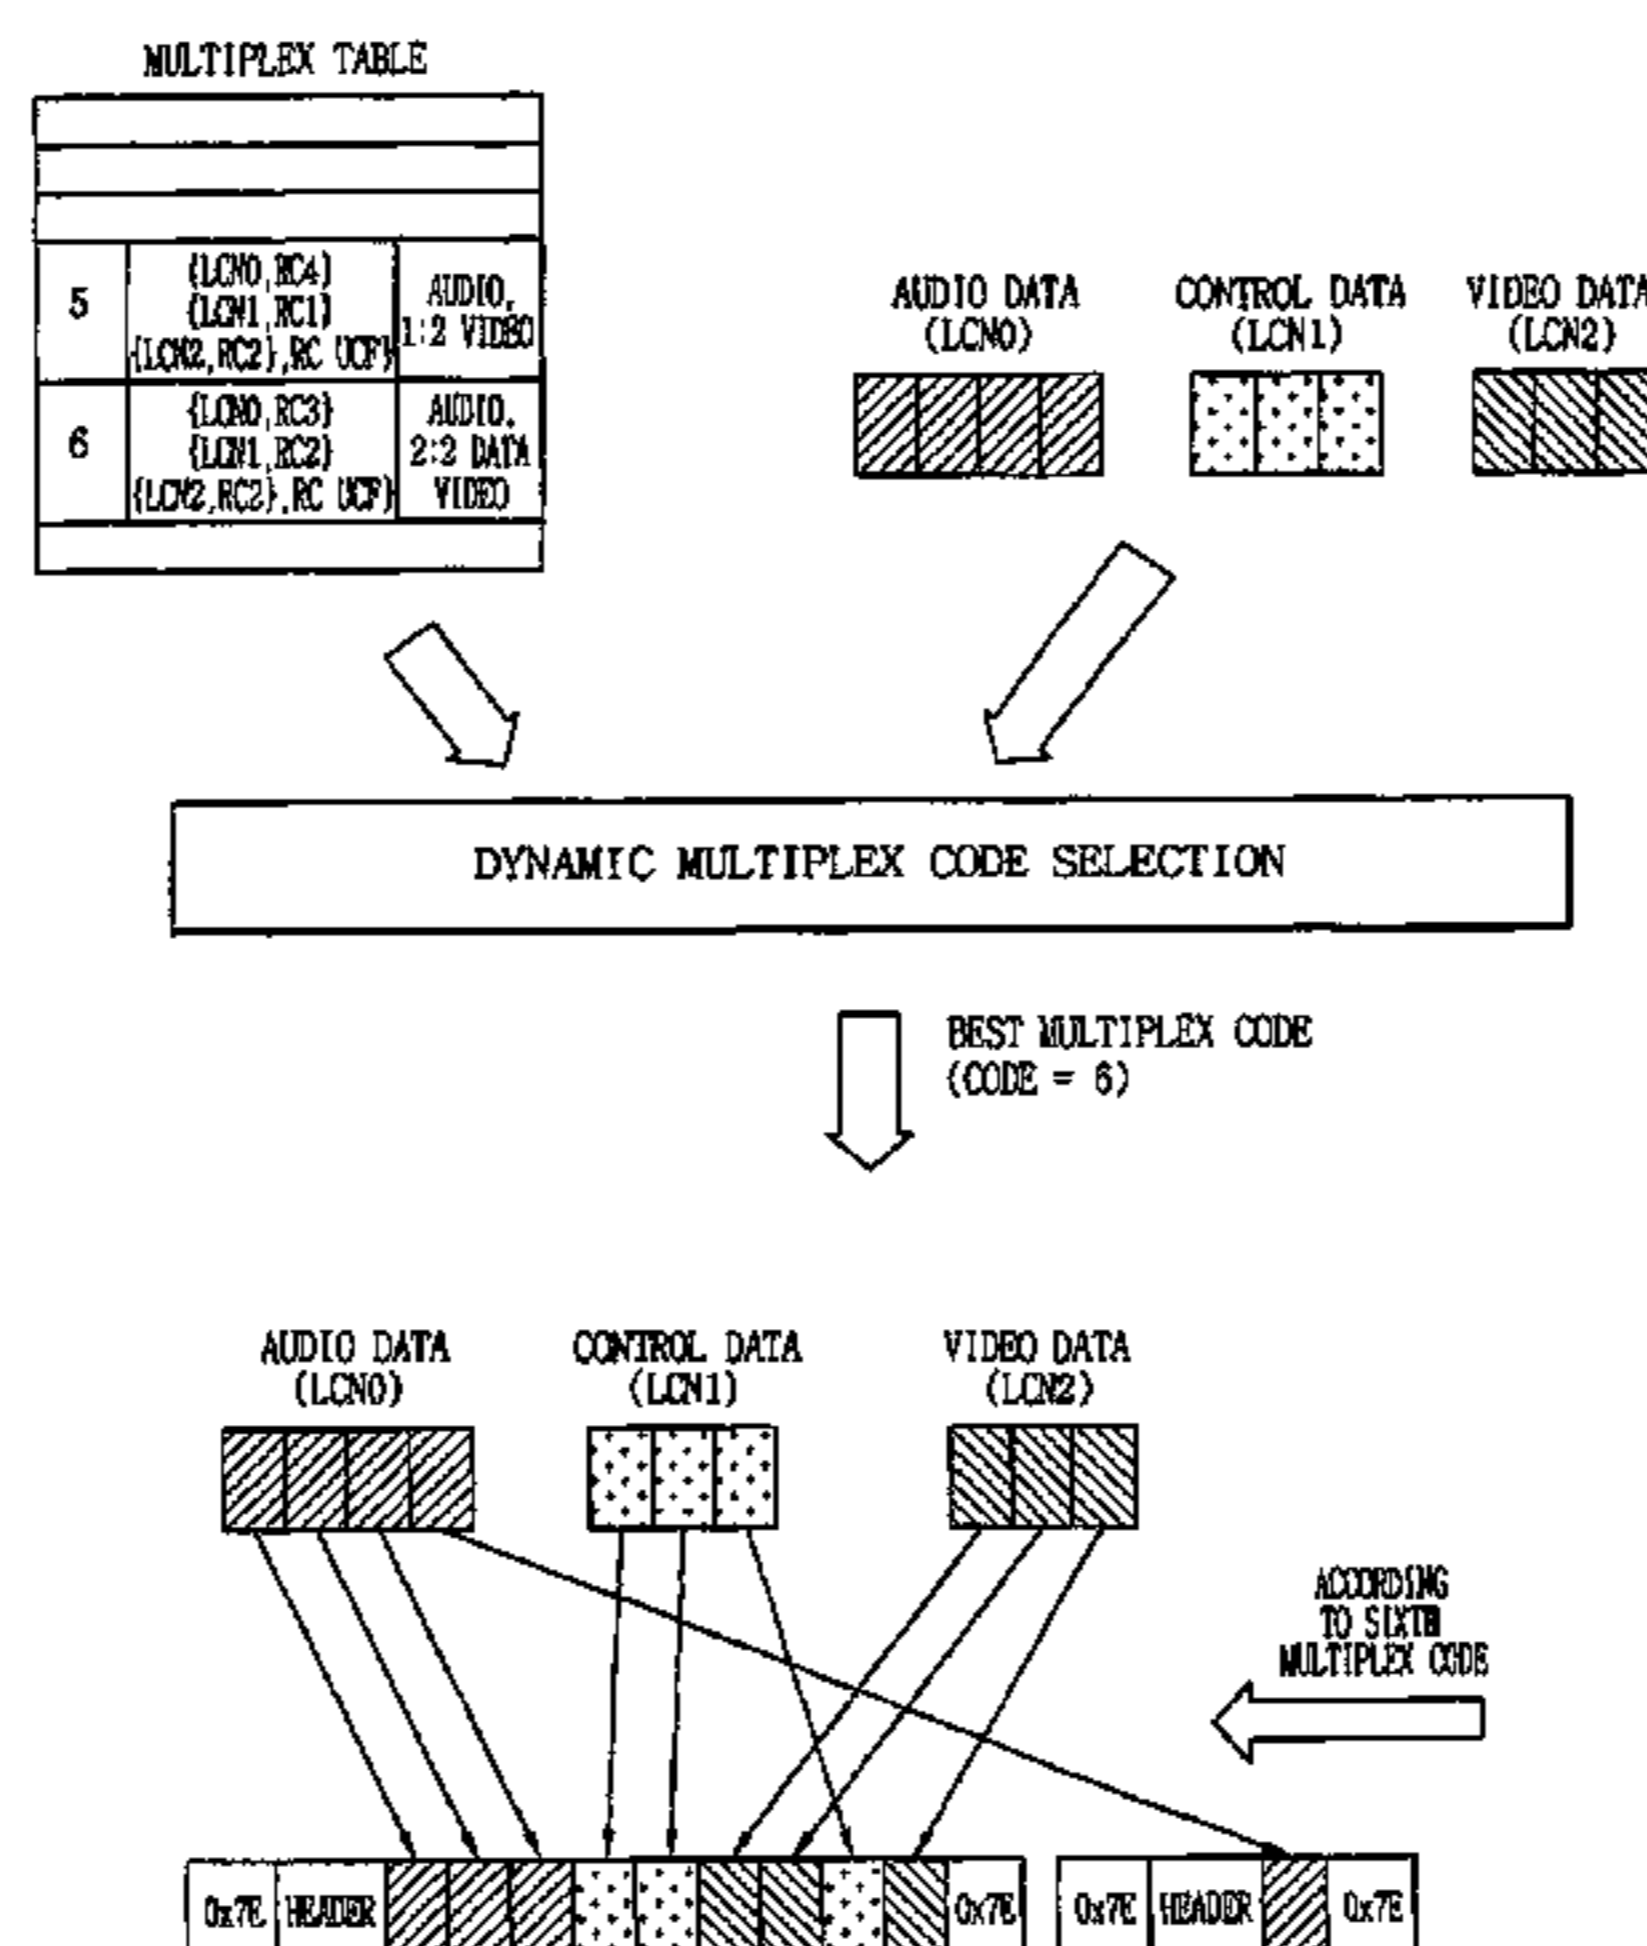 MULTIPLEX TABLE
5
{LCN0,RC4}
{LCN1,RC1}
{LCN2,RC2},RC UCF}
AUDIO,
1:2 VIDEO
6
{LCN0,RC3}
{LCN1,RC2}
{LCN2,RC2},RC UCF}
AUDIO,
2:2 DATA
VIDEO
AUDIO DATA
(LCN0)
CONTROL DATA
(LCN1)
VIDEO DATA
(LCN2)
DYNAMIC MULTIPLEX CODE SELECTION
BEST MULTIPLEX CODE
(CODE = 6)
AUDIO DATA
(LCN0)
CONTROL DATA
(LCN1)
VIDEO DATA
(LCN2)
ACCORDING
TO SIXTH
MULTIPLEX CODE
0x7E HEADER 0x7E 0x7E HEADER 0x7E